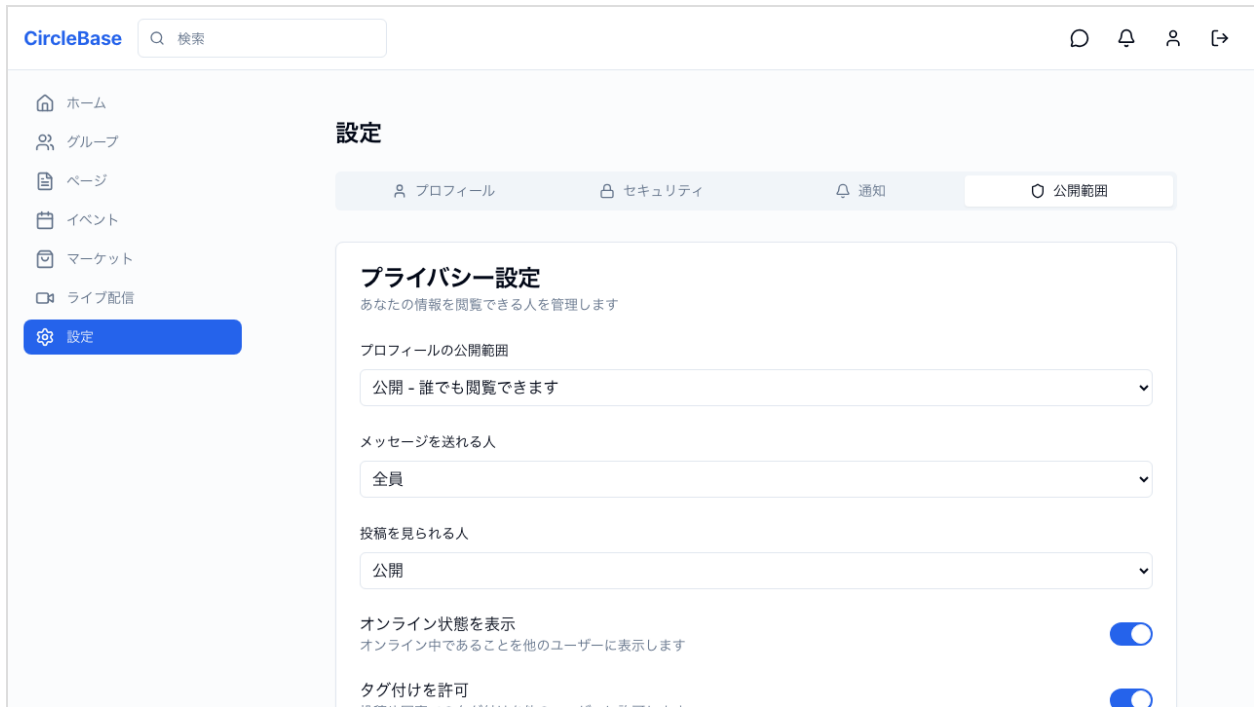 CircleBase
検索
ホーム
グループ
ページ
イベント
マーケット
ライブ配信
設定
設定
プロフィール
セキュリティ
通知
公開範囲
プライバシー設定
あなたの情報を閲覧できる人を管理します
プロフィールの公開範囲
公開 - 誰でも閲覧できます
メッセージを送れる人
全員
投稿を見られる人
公開
オンライン状態を表示
オンライン中であることを他のユーザーに表示します
タグ付けを許可